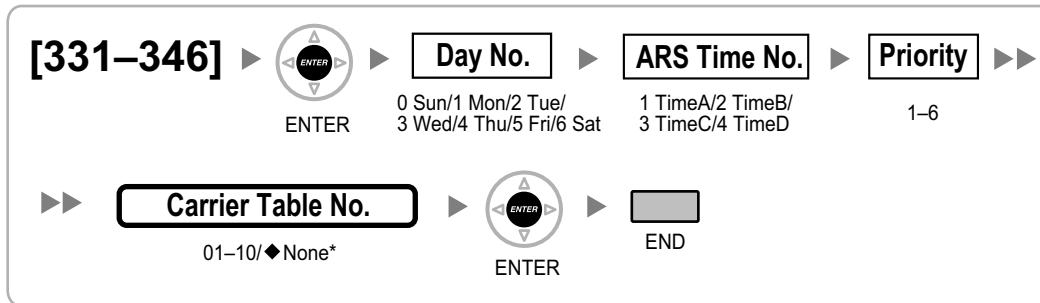 [331–346] ENTER Day No. ARS Time No. Priority
0 Sun/1 Mon/2 Tue/ 1 TimeA/2 TimeB/ 1–6
3 Wed/4 Thu/5 Fri/6 Sat 3 TimeC/4 TimeD
ENTER
Carrier Table No. ENTER
01–10/◆None* END
ENTER